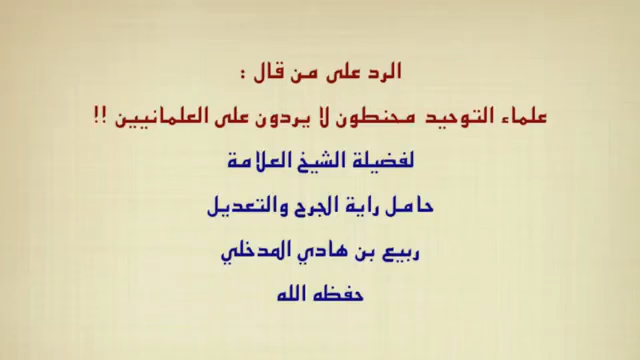 الرد على من قال :
علماء التوحيد محنطون لا يردون على العلمانيين !!
لفضيلة الشيخ العلامة
حامل راية الجرح والتعديل
ربيع بن هادي المدخلي
حفظه الله